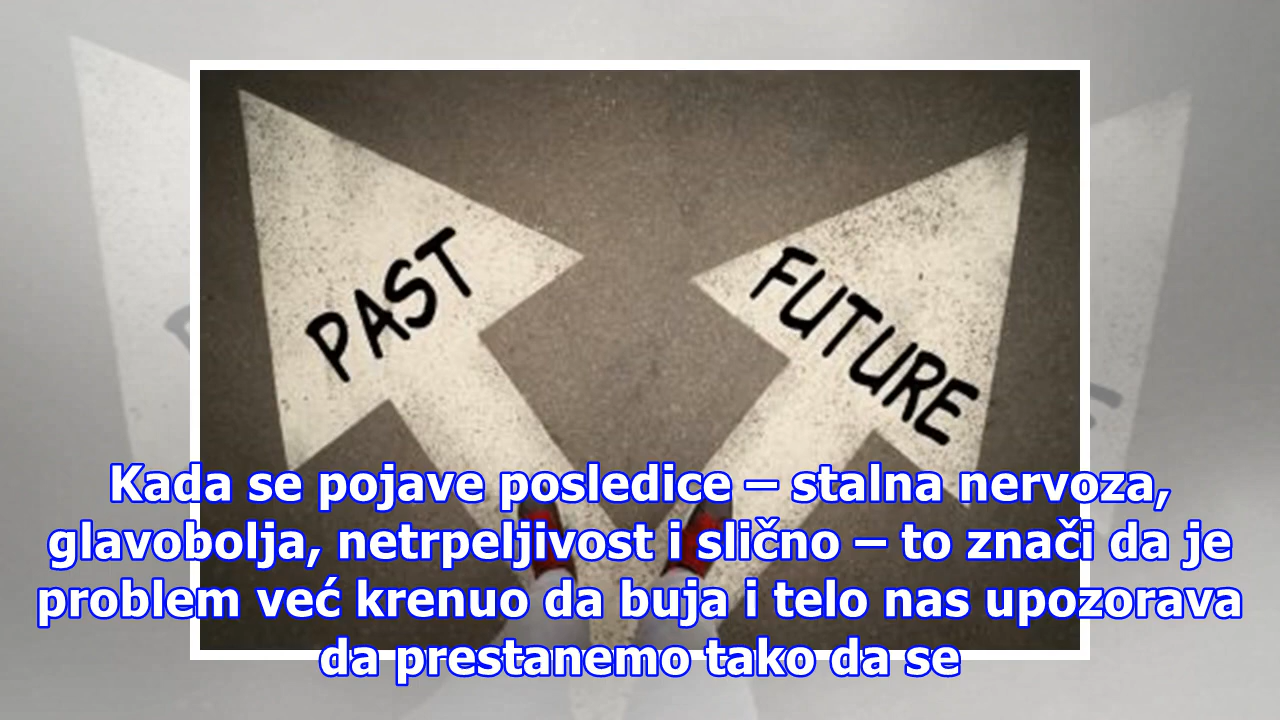 PAST
FUTURE
Kada se pojave posledice – stalna nervoza,
glavobolja, netrpeljivost i slično – to znači da je
problem već krenuo da buja i telo nas upozorava
da prestanemo tako da se